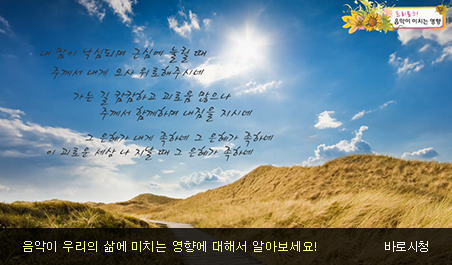 도희도희!
음악이 미치는 영향
내 맘이 낙심되며 근심에 눌릴 때
주께서 내게 오사 위로해주시네
가는 길 캄캄하고 괴로움 많으나
주께서 함께하며 내짐을 지시네
그 은혜가 내게 족하네 그 은혜가 족하네
이 괴로운 세상 나 지날 때 그 은혜가 족하네
음악이 우리의 삶에 미치는 영향에 대해서 알아보세요!
바로시청